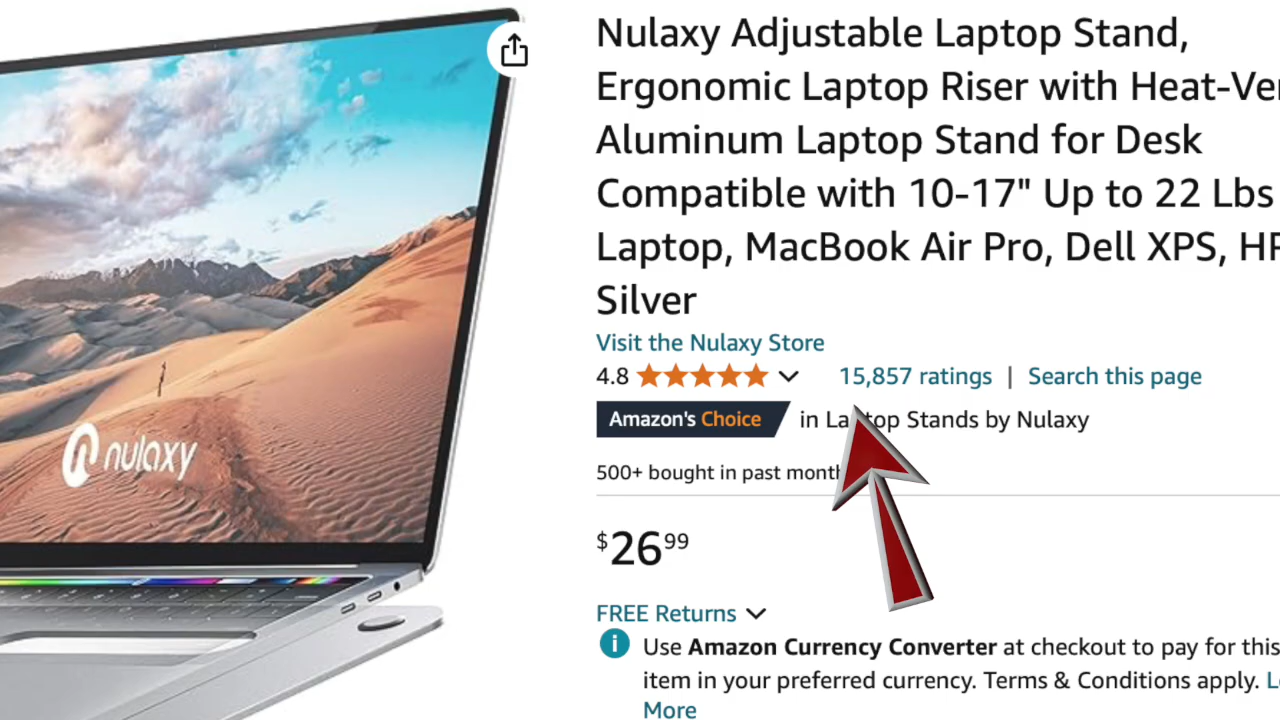 Nulaxy Adjustable Laptop Stand,
Ergonomic Laptop Riser with Heat-Ve
Aluminum Laptop Stand for Desk
Compatible with 10-17" Up to 22 Lbs
Laptop, MacBook Air Pro, Dell XPS, HP
Silver
Visit the Nulaxy Store
4.8 15,857 ratings | Search this page
Amazon's Choice in Laptop Stands by Nulaxy
500+ bought in past month
$26 99
FREE Returns
i Use Amazon Currency Converter at checkout to pay for this
item in your preferred currency. Terms & Conditions apply.
More
nulaxy